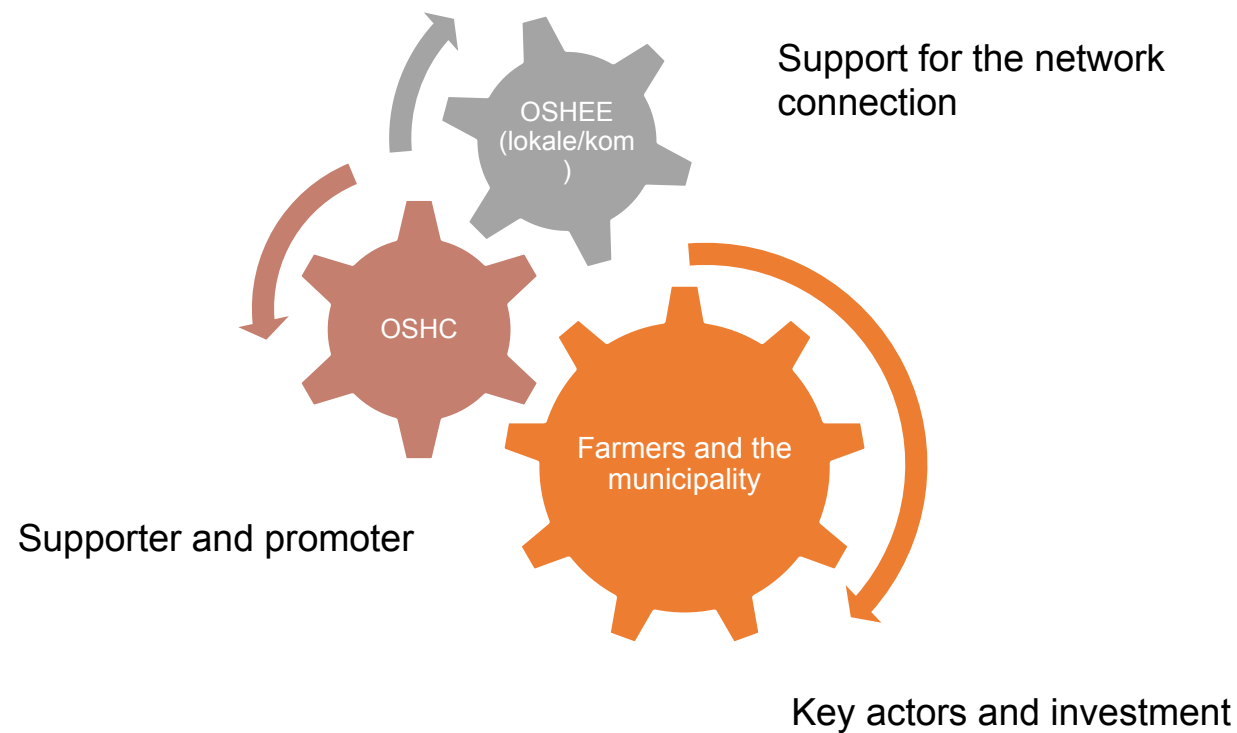 OSHEE
(lokale/kom
)
Support for the network
connection
OSHC
Farmers and the
municipality
Supporter and promoter
Key actors and investment